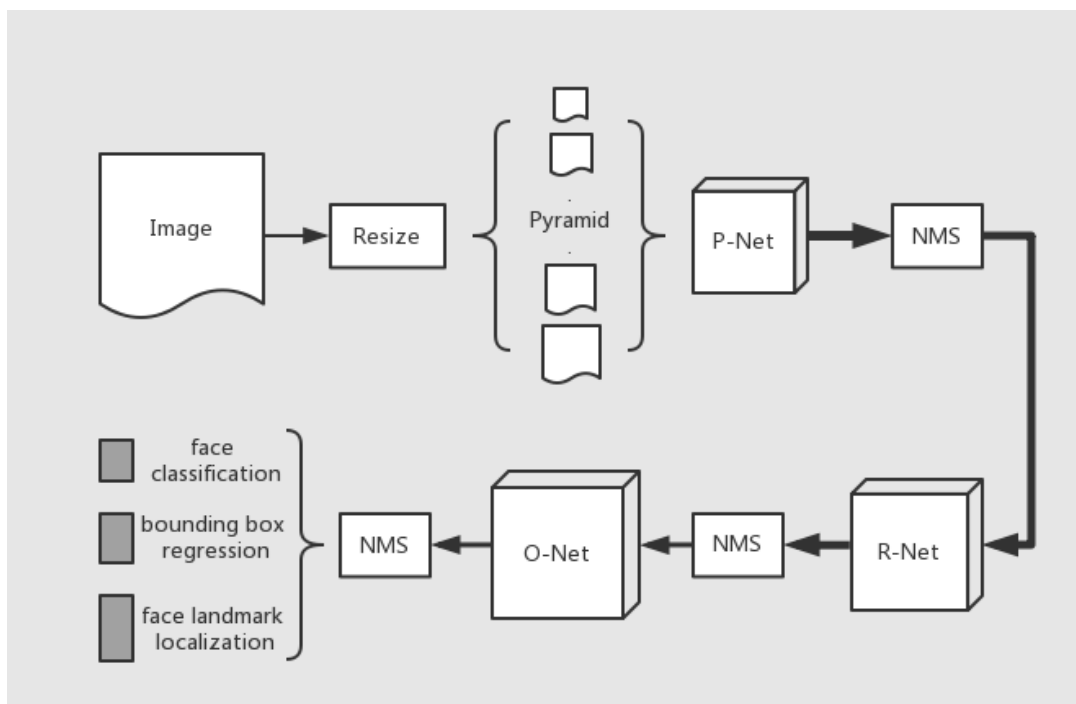 Image
Resize
Pyramid
P-Net
NMS
R-Net
NMS
O-Net
NMS
face
classification
bounding box
regression
face landmark
localization